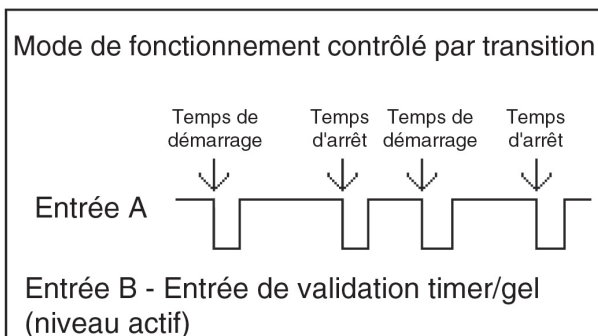 Mode de fonctionnement contrôlé par transition
Temps de démarrage
Temps d'arrêt
Temps de démarrage
Temps d'arrêt
Entrée A
Entrée B - Entrée de validation timer/gel
(niveau actif)